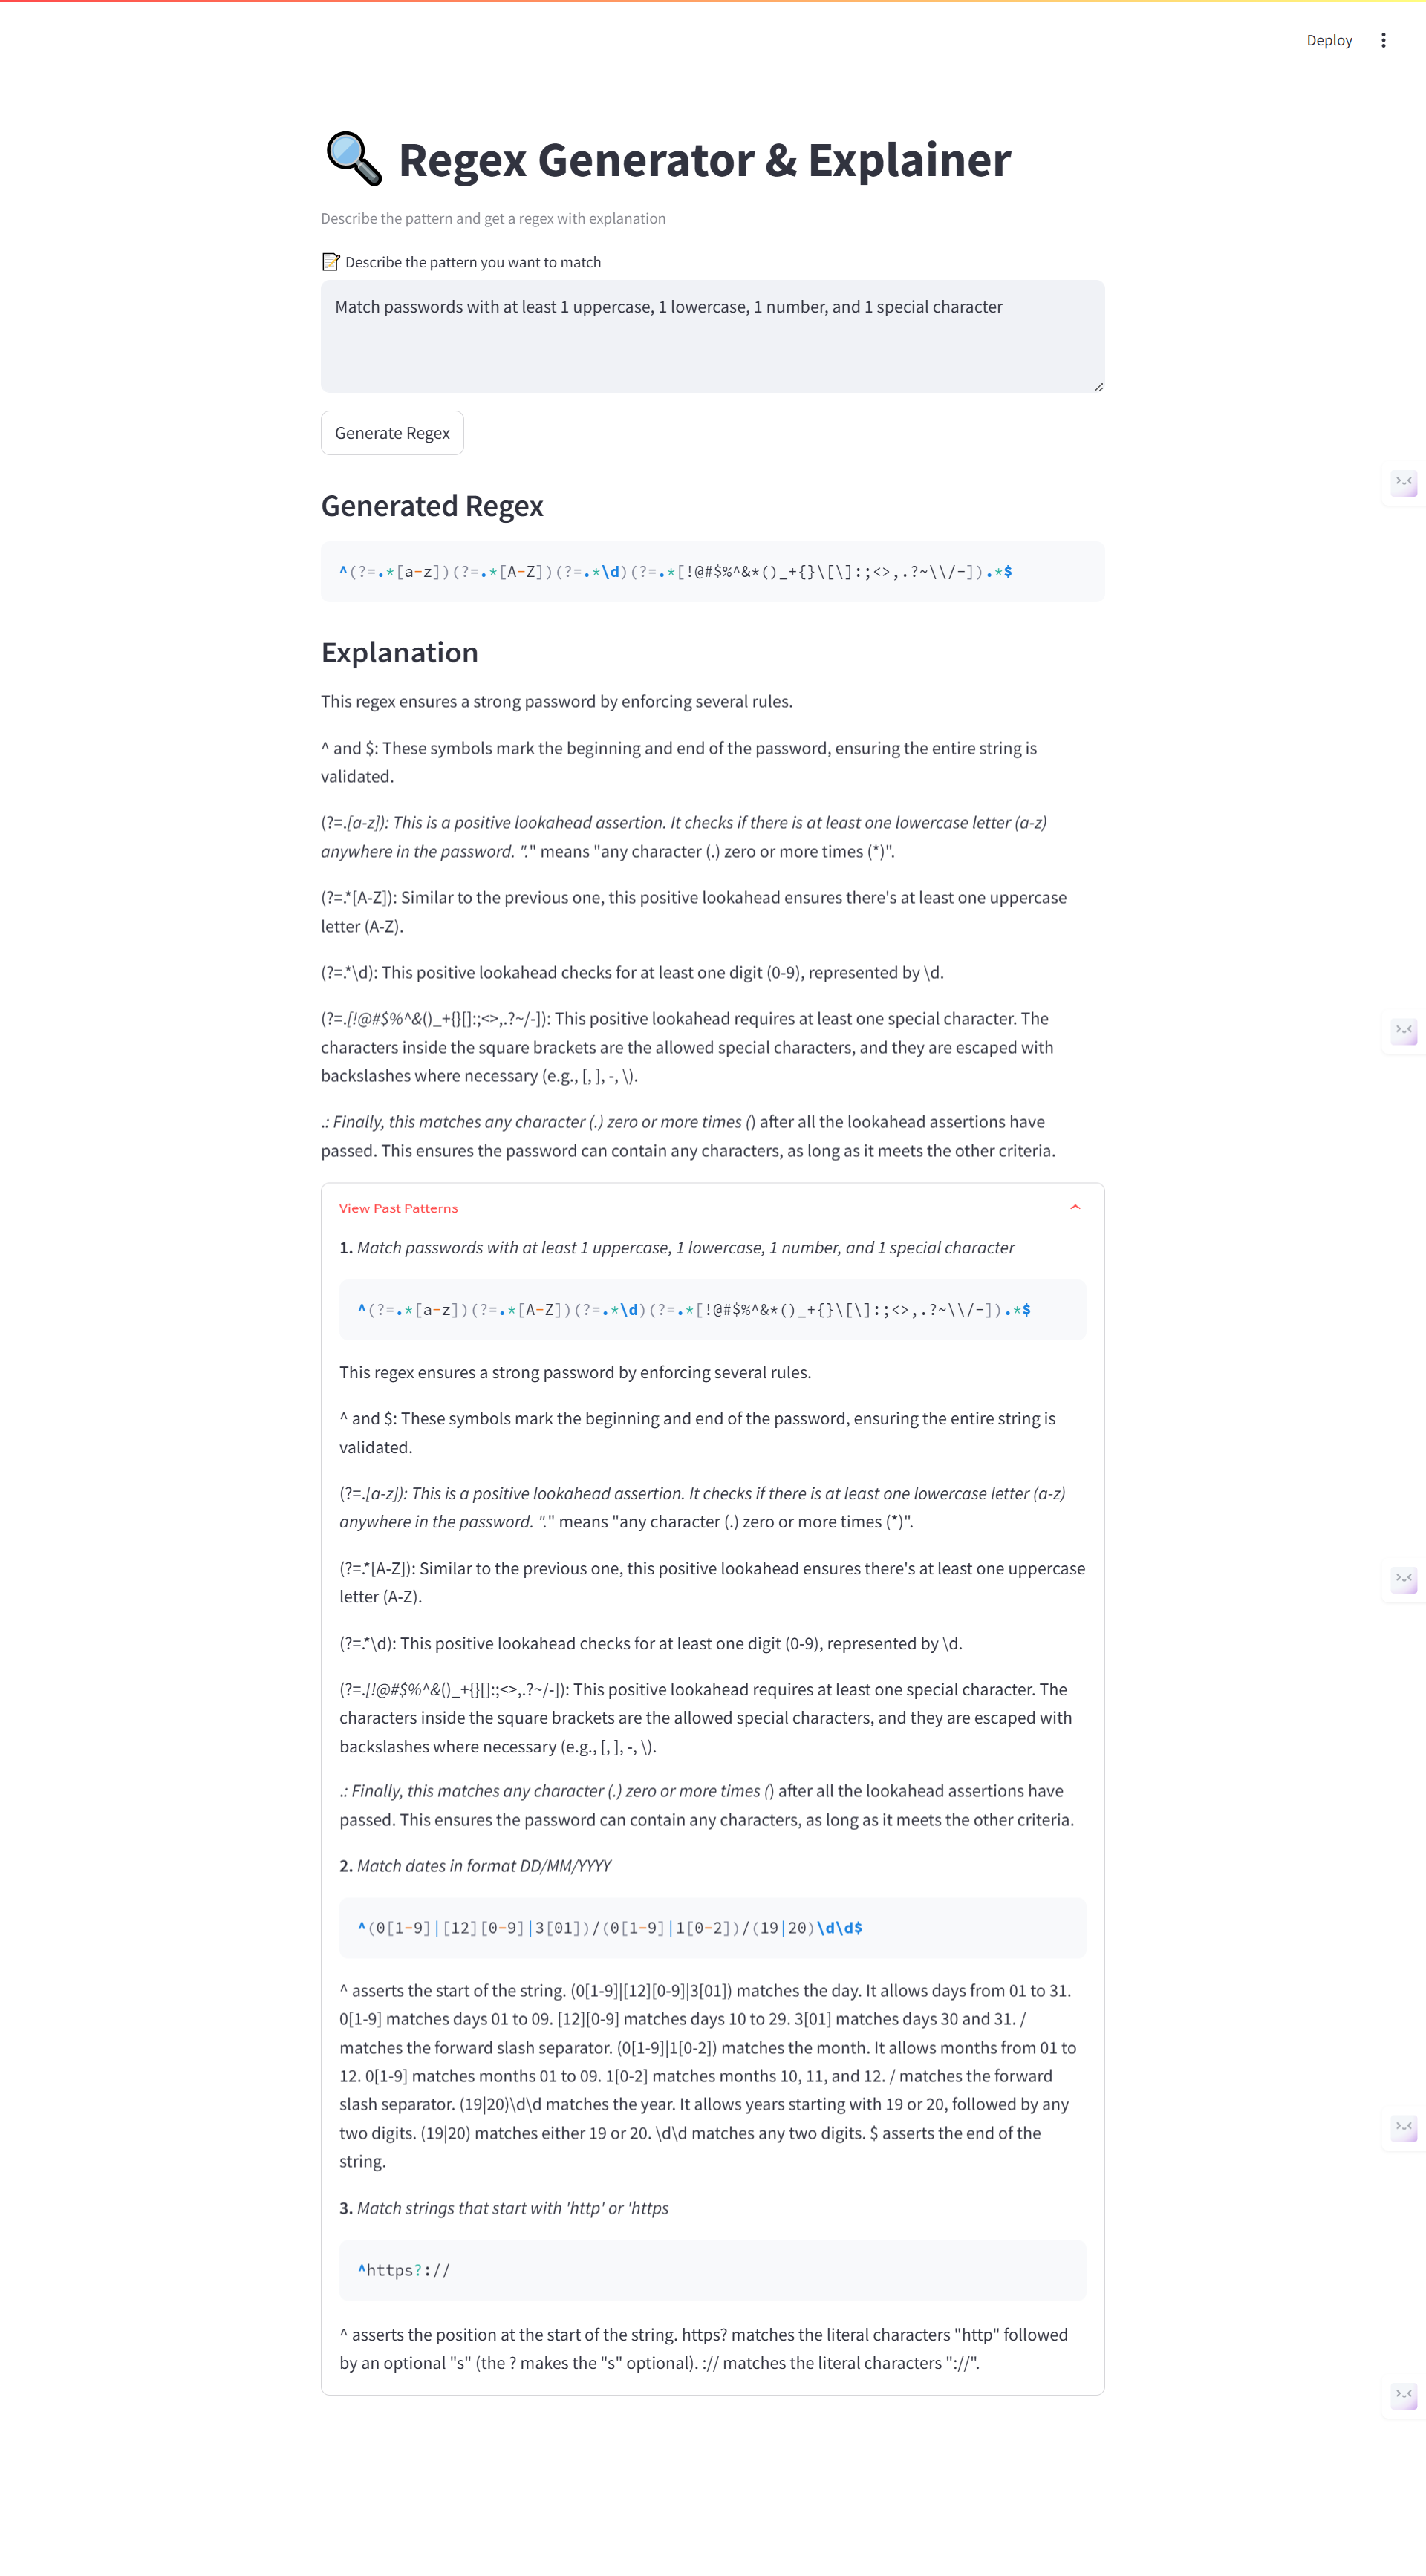 Deploy
Regex Generator & Explainer
Describe the pattern and get a regex with explanation
Describe the pattern you want to match
Match passwords with at least 1 uppercase, 1 lowercase, 1 number, and 1 special character
Generate Regex
Generated Regex
^(?=.*[a-z])(?=.*[A-Z])(?=.*\d)(?=.*[!@#$%^&*()_+{}\[\]:;<>,.?~\\/-]).*$
Explanation
This regex ensures a strong password by enforcing several rules.
^ and $: These symbols mark the beginning and end of the password, ensuring the entire string is
validated.
(?=.[a-z]): This is a positive lookahead assertion. It checks if there is at least one lowercase letter (a-z)
anywhere in the password. "." means "any character (.) zero or more times (*)".
(?=.*[A-Z]): Similar to the previous one, this positive lookahead ensures there's at least one uppercase
letter (A-Z).
(?=.*\d): This positive lookahead checks for at least one digit (0-9), represented by \d.
(?=.[!@#$%^&()_+{}[]:;<>,.?~/-]): This positive lookahead requires at least one special character. The
characters inside the square brackets are the allowed special characters, and they are escaped with
backslashes where necessary (e.g., [, ], -, \).
.: Finally, this matches any character (.) zero or more times () after all the lookahead assertions have
passed. This ensures the password can contain any characters, as long as it meets the other criteria.
View Past Patterns
1. Match passwords with at least 1 uppercase, 1 lowercase, 1 number, and 1 special character
^(?=.*[a-z])(?=.*[A-Z])(?=.*\d)(?=.*[!@#$%^&*()_+{}\[\]:;<>,.?~\\/-]).*$
This regex ensures a strong password by enforcing several rules.
^ and $: These symbols mark the beginning and end of the password, ensuring the entire string is
validated.
(?=.[a-z]): This is a positive lookahead assertion. It checks if there is at least one lowercase letter (a-z)
anywhere in the password. "." means "any character (.) zero or more times (*)".
(?=.*[A-Z]): Similar to the previous one, this positive lookahead ensures there's at least one uppercase
letter (A-Z).
(?=.*\d): This positive lookahead checks for at least one digit (0-9), represented by \d.
(?=.[!@#$%^&()_+{}[]:;<>,.?~/-]): This positive lookahead requires at least one special character. The
characters inside the square brackets are the allowed special characters, and they are escaped with
backslashes where necessary (e.g., [, ], -, \).
.: Finally, this matches any character (.) zero or more times () after all the lookahead assertions have
passed. This ensures the password can contain any characters, as long as it meets the other criteria.
2. Match dates in format DD/MM/YYYY
^(0[1-9]|[12][0-9]|3[01])/(0[1-9]|1[0-2])/(19|20)\d\d$
^ asserts the start of the string. (0[1-9]|[12][0-9]|3[01]) matches the day. It allows days from 01 to 31.
0[1-9] matches days 01 to 09. [12][0-9] matches days 10 to 29. 3[01] matches days 30 and 31. /
matches the forward slash separator. (0[1-9]|1[0-2]) matches the month. It allows months from 01 to
12. 0[1-9] matches months 01 to 09. 1[0-2] matches months 10, 11, and 12. / matches the forward
slash separator. (19|20)\d\d matches the year. It allows years starting with 19 or 20, followed by any
two digits. (19|20) matches either 19 or 20. \d\d matches any two digits. $ asserts the end of the
string.
3. Match strings that start with 'http' or 'https
^https?://
^ asserts the position at the start of the string. https? matches the literal characters "http" followed
by an optional "s" (the ? makes the "s" optional). :// matches the literal characters "://".